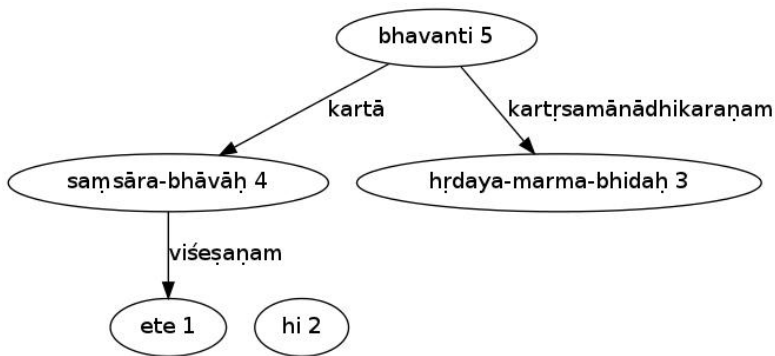 bhavanti 5
kartā
kartṛsamānādhikaraṇam
saṃsāra-bhāvāḥ 4
hṛdaya-marma-bhidaḥ 3
viśeṣaṇam
ete 1
hi 2